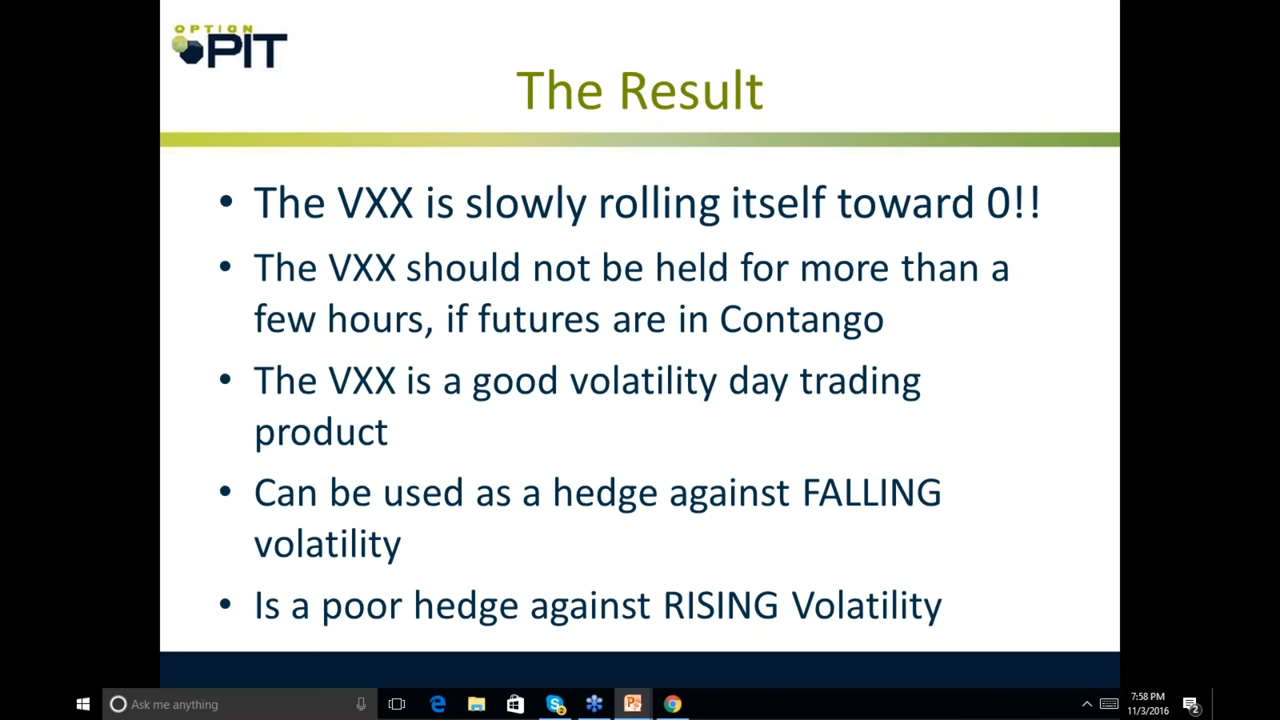 OPTION
PIT
The Result
• The VXX is slowly rolling itself toward 0!!
• The VXX should not be held for more than a
few hours, if futures are in Contango
• The VXX is a good volatility day trading
product
• Can be used as a hedge against FALLING
volatility
• Is a poor hedge against RISING Volatility
Ask me anything
7:58 PM
11/3/2016
2
2